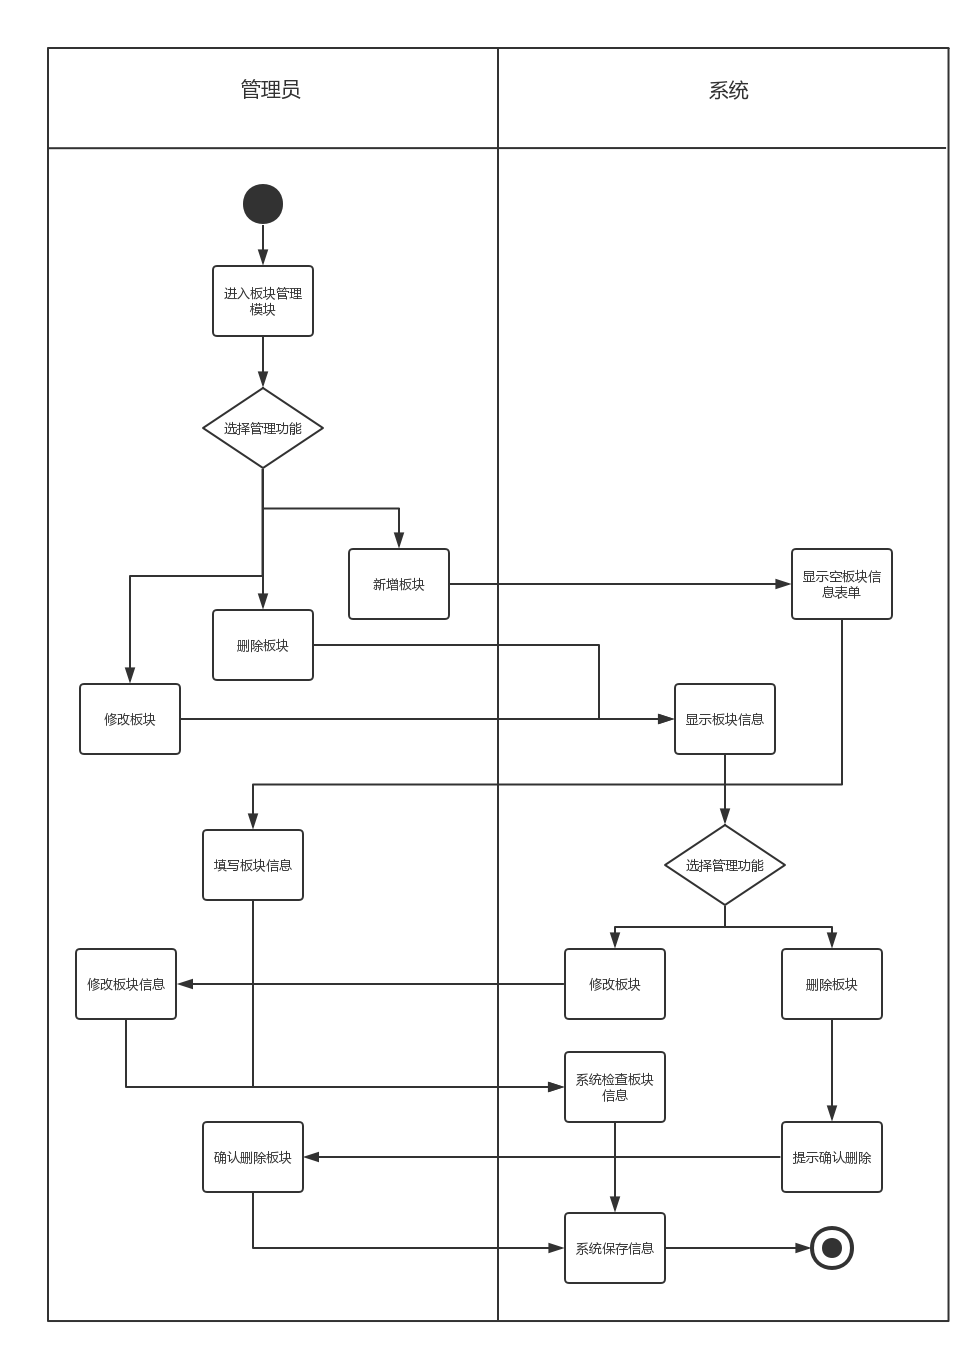 管理员
系统
进入板块管理
模块
选择管理功能
新增板块
显示空板块信
息表单
删除板块
修改板块
显示板块信息
填写板块信息
选择管理功能
修改板块信息
修改板块
删除板块
系统检查板块
信息
确认删除板块
提示确认删除
系统保存信息